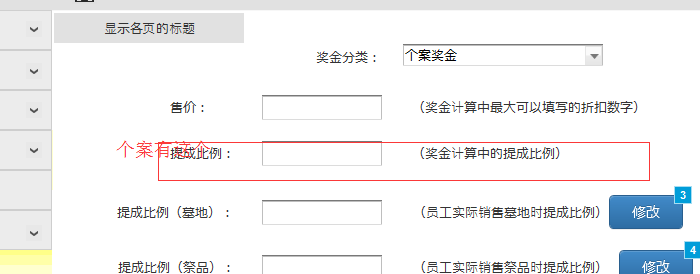 显示各页的标题
奖金分类： 个案奖金
售价： （奖金计算中最大可以填写的折扣数字）
个案有这个
提成比例： （奖金计算中的提成比例）
3
提成比例（墓地）： （员工实际销售墓地时提成比例） 修改
4
提成比例（祭品）： （员工实际销售祭品时提成比例） 修改